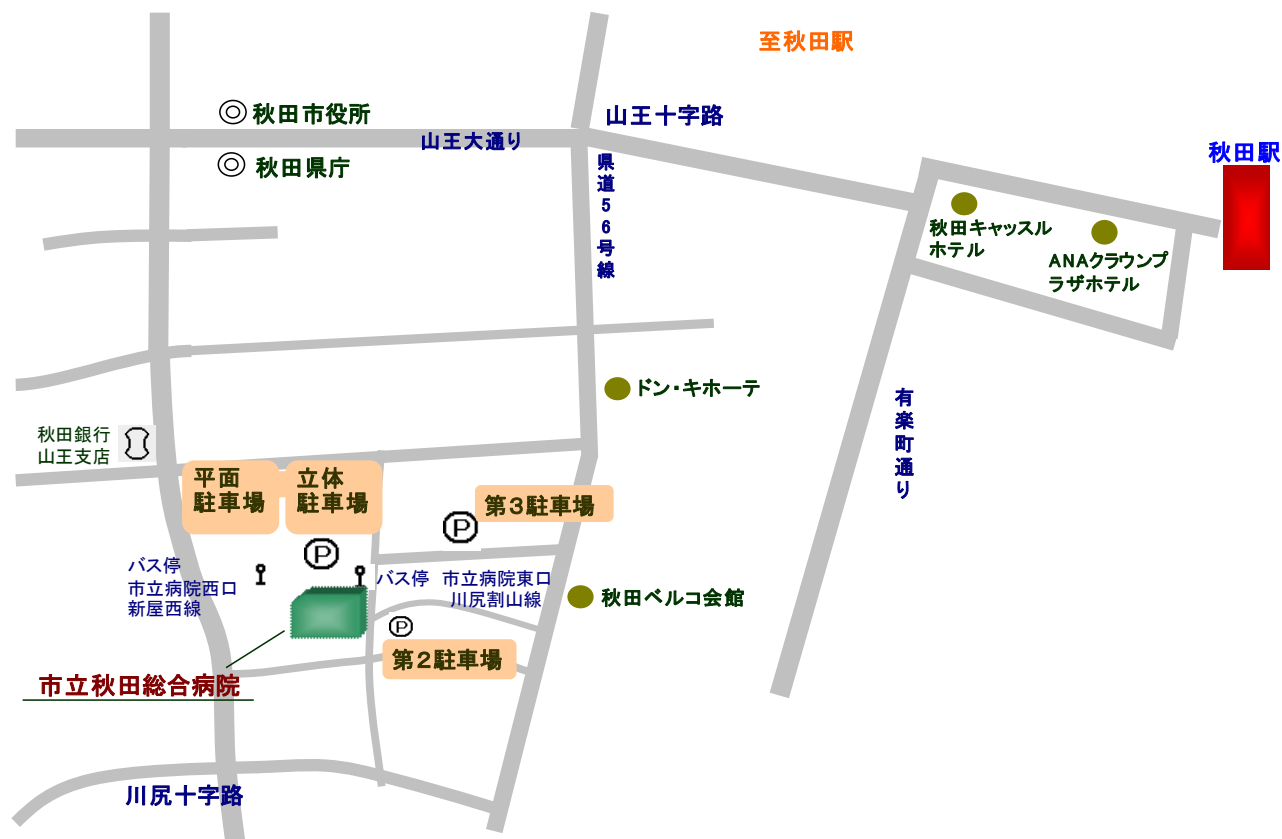 至秋田駅
秋田市役所
山王十字路
山王大通り
秋田駅
秋田県庁
県道56号線
秋田キャッスル
ホテル
ANAクラウンプ
ラザホテル
ドン・キホーテ
有楽町通り
秋田銀行
山王支店
平面
駐車場
立体
駐車場
第3駐車場
P
P
バス停
市立病院西口
新屋西線
バス停 市立病院東口
川尻割山線
秋田ベルコ会館
P
第2駐車場
市立秋田総合病院
川尻十字路